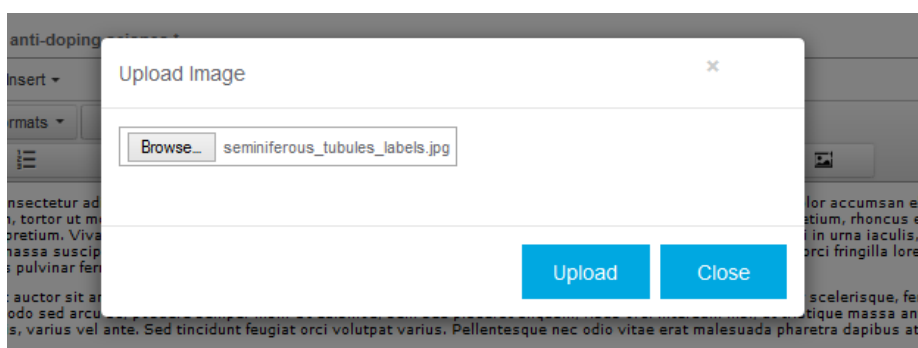 anti-doping science *
Upload Image
×
Insert
rmats
Browse... seminiferous_tubules_labels.jpg
Upload
Close
nsectetur ad lor accumsan e
, tortor ut m etium, rhoncus e
pretium. Viva i in urna iaculis,
massa suscip orci fringilla lore
s pulvinar fer
auctor sit ar scelerisque, fe
odo sed arcu tique massa an
s, varius vel ante. Sed tincidunt feugiat orci volutpat varius. Pellentesque nec odio vitae erat malesuada pharetra dapibus at